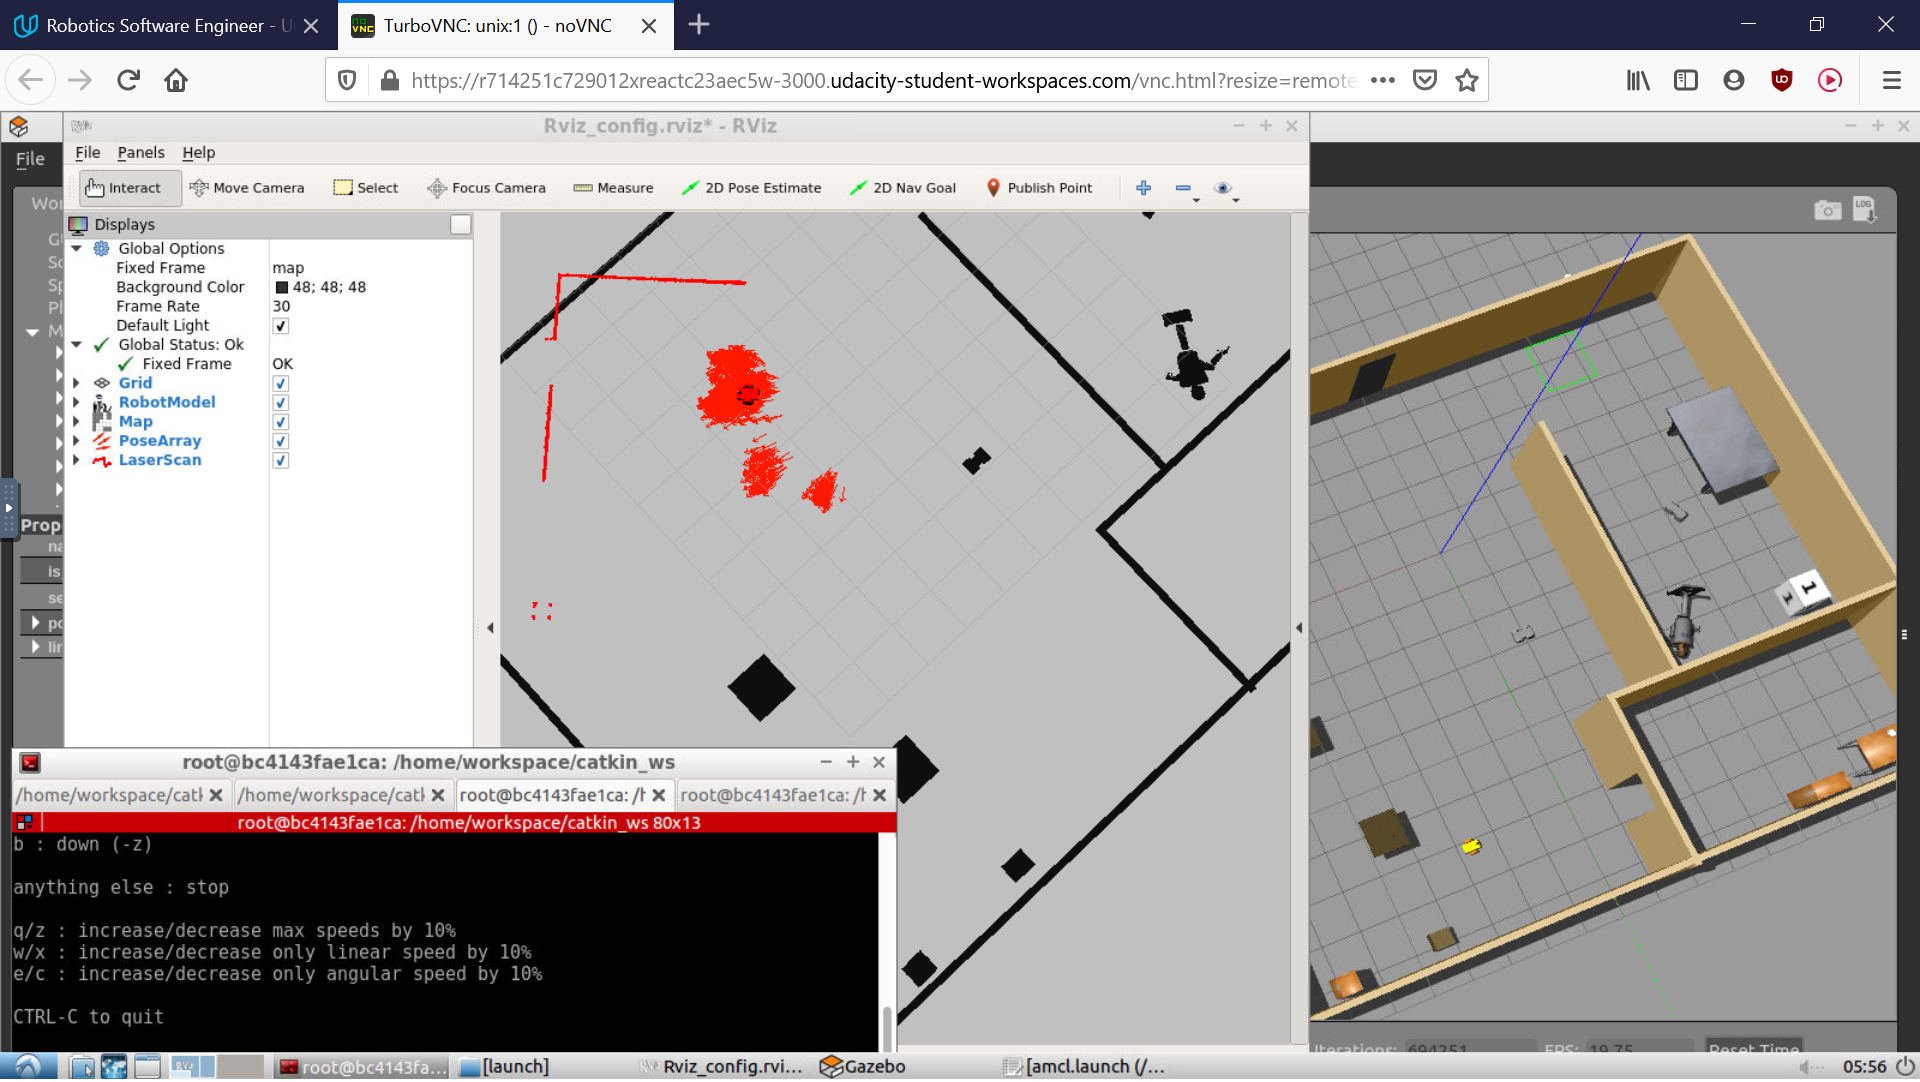 Robotics Software Engineer - U
TurboVNC: unix:1 () - noVNC
https://r714251c729012xreactc23aec5w-3000.udacity-student-workspaces.com/vnc.html?resize=remote
Rviz_config.rviz* - RViz
File
File Panels Help
Interact Move Camera Select Focus Camera Measure 2D Pose Estimate 2D Nav Goal Publish Point
LOG
Displays
Global Options
Fixed Frame map
Background Color 48; 48; 48
Frame Rate 30
Default Light
Global Status: Ok
Fixed Frame OK
Grid
RobotModel
Map
PoseArray
LaserScan
Prop
root@bc4143fae1ca: /home/workspace/catkin_ws
/home/workspace/catk /home/workspace/catk root@bc4143fae1ca: /h root@bc4143fae1ca: /h
root@bc4143fae1ca: /home/workspace/catkin_ws 80x13
b : down (-z)
anything else : stop
q/z : increase/decrease max speeds by 10%
w/x : increase/decrease only linear speed by 10%
e/c : increase/decrease only angular speed by 10%
CTRL-C to quit
Iterations: 694251 FPS: 19.75 Reset Time
root@bc4143fa... [launch] Rviz_config.rvi... Gazebo [amcl.launch (/... 05:56